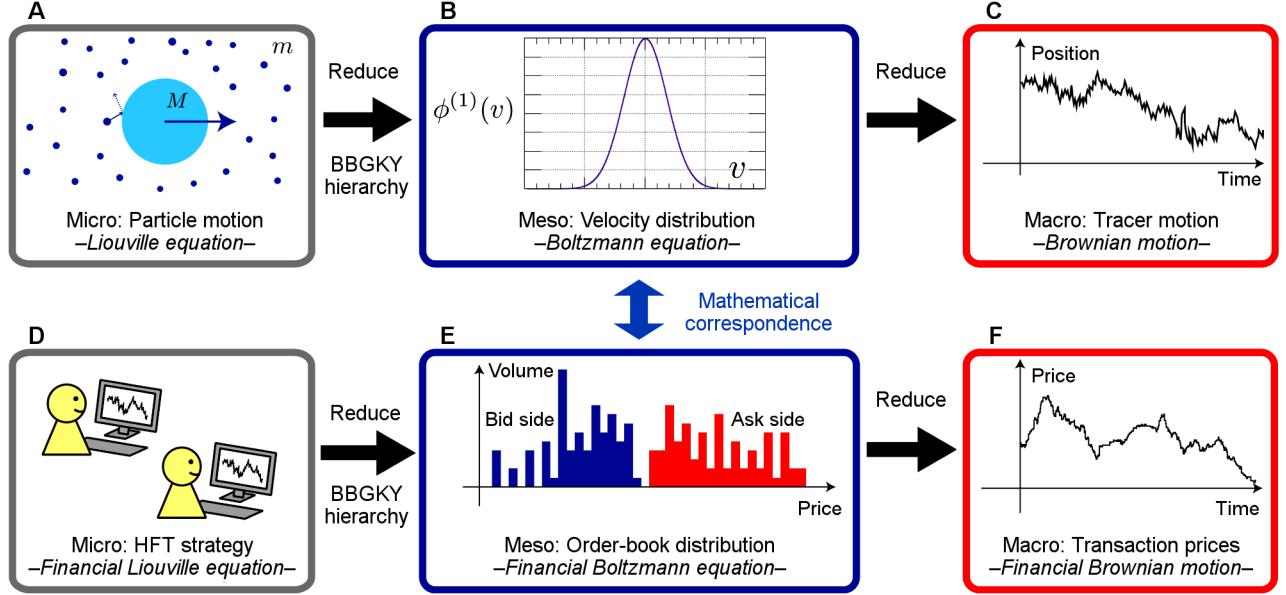 A
m
M
Micro: Particle motion
–Liouville equation–
Reduce
BBGKY
hierarchy
B
ϕ⁽¹⁾(v)
v
Meso: Velocity distribution
–Boltzmann equation–
Reduce
C
Position
Time
Macro: Tracer motion
–Brownian motion–
Mathematical
correspondence
D
Micro: HFT strategy
–Financial Liouville equation–
Reduce
BBGKY
hierarchy
E
Volume
Bid side
Ask side
Price
Meso: Order-book distribution
–Financial Boltzmann equation–
Reduce
F
Price
Time
Macro: Transaction prices
–Financial Brownian motion–